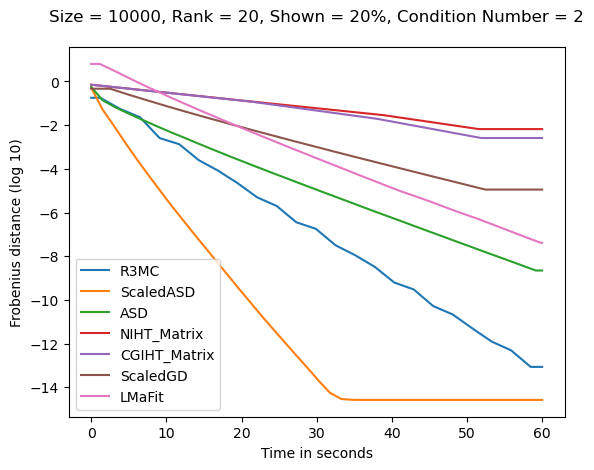 Size = 10000, Rank = 20, Shown = 20%, Condition Number = 2
Frobenius distance (log 10)
0
−2
−4
−6
−8
−10
−12
−14
R3MC
ScaledASD
ASD
NIHT_Matrix
CGIHT_Matrix
ScaledGD
LMaFit
0 10 20 30 40 50 60
Time in seconds